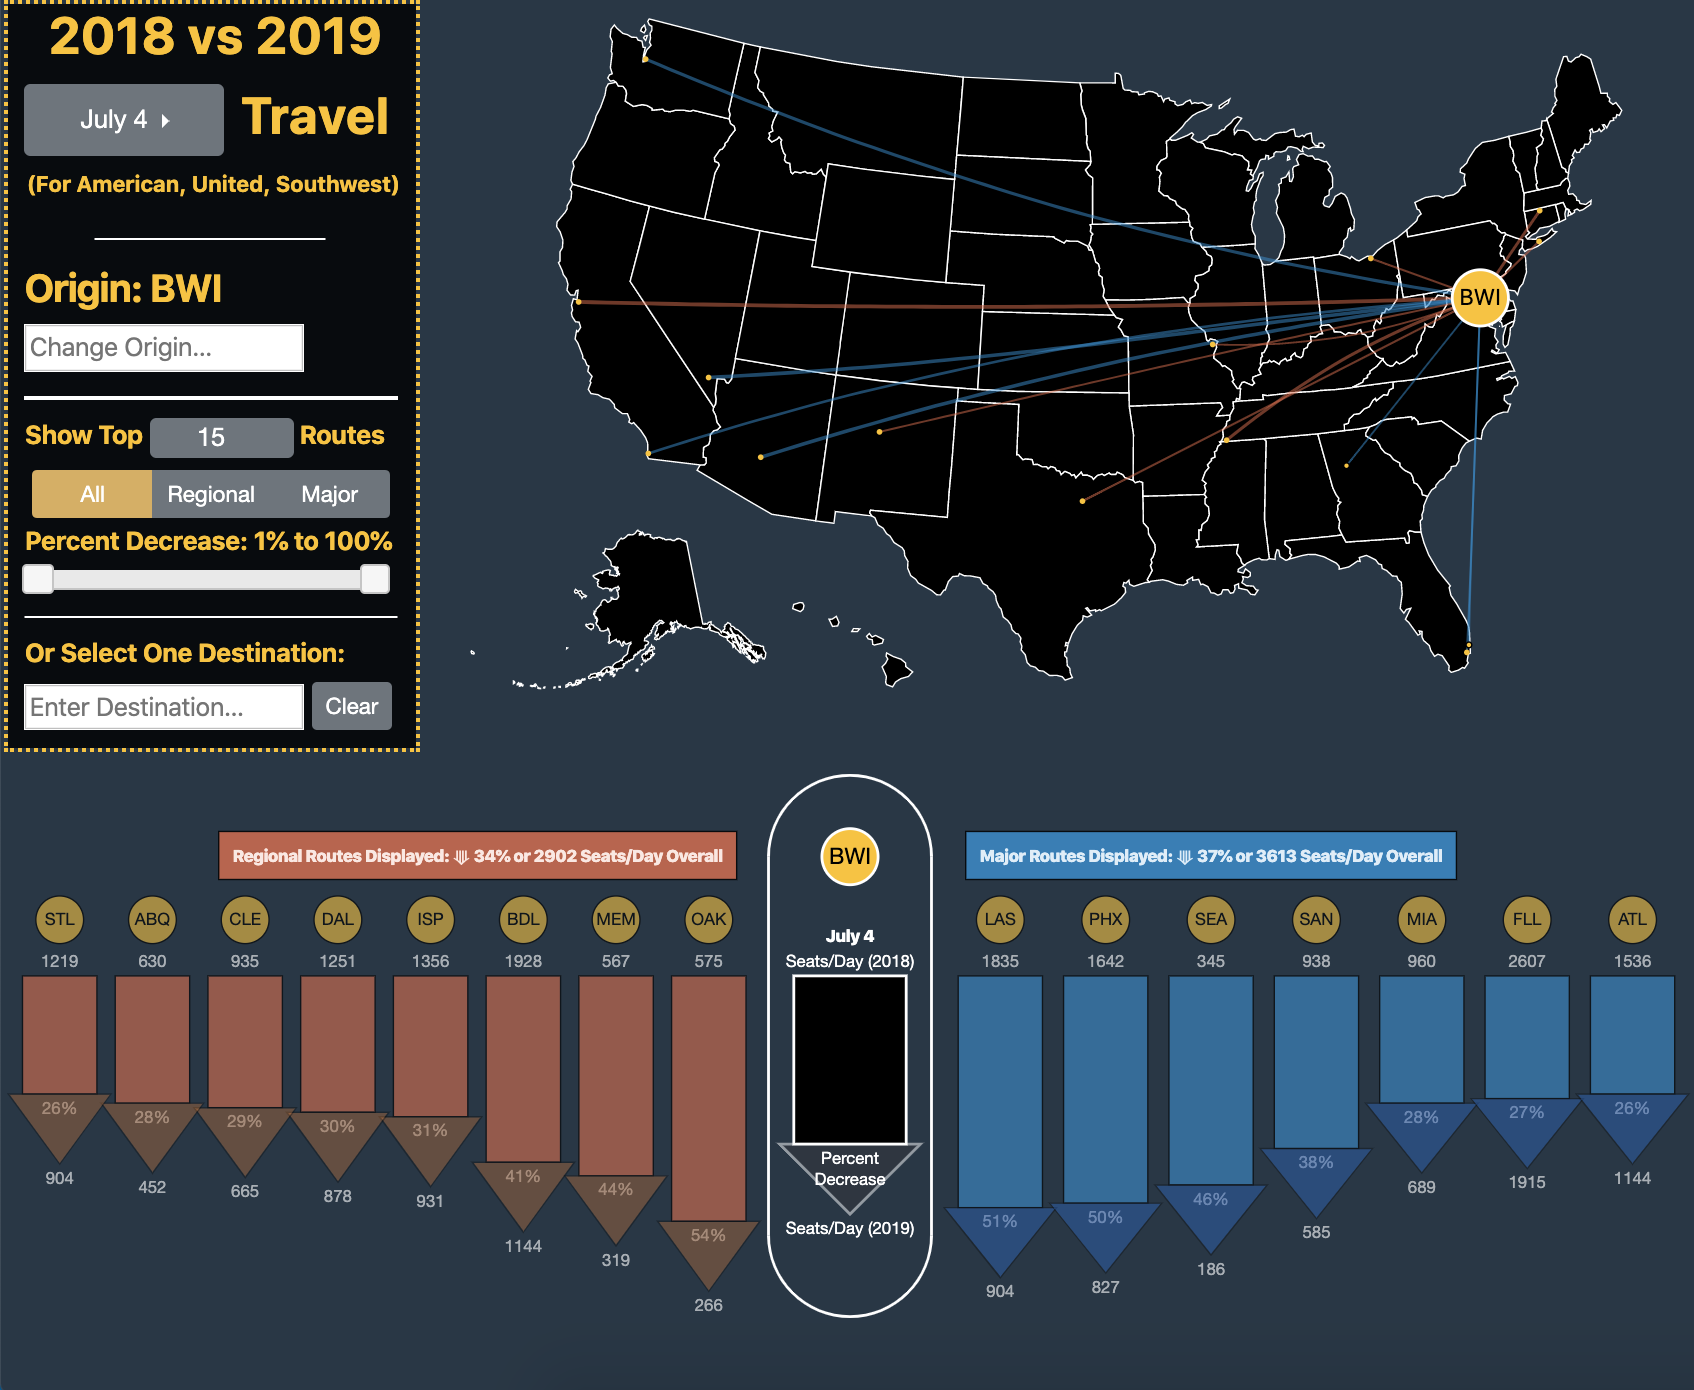 2018 vs 2019
July 4 ▸ Travel
(For American, United, Southwest)
Origin: BWI
Change Origin...
Show Top 15 Routes
All Regional Major
Percent Decrease: 1% to 100%
Or Select One Destination:
Enter Destination... Clear
BWI
Regional Routes Displayed: ⟱ 34% or 2902 Seats/Day Overall
STL ABQ CLE DAL ISP BDL MEM OAK
1219 630 935 1251 1356 1928 567 575
26% 28% 29% 30% 31% 41% 44% 54%
904 452 665 878 931 1144 319 266
BWI
July 4
Seats/Day (2018)
Percent
Decrease
Seats/Day (2019)
Major Routes Displayed: ⟱ 37% or 3613 Seats/Day Overall
LAS PHX SEA SAN MIA FLL ATL
1835 1642 345 938 960 2607 1536
51% 50% 46% 38% 28% 27% 26%
904 827 186 585 689 1915 1144